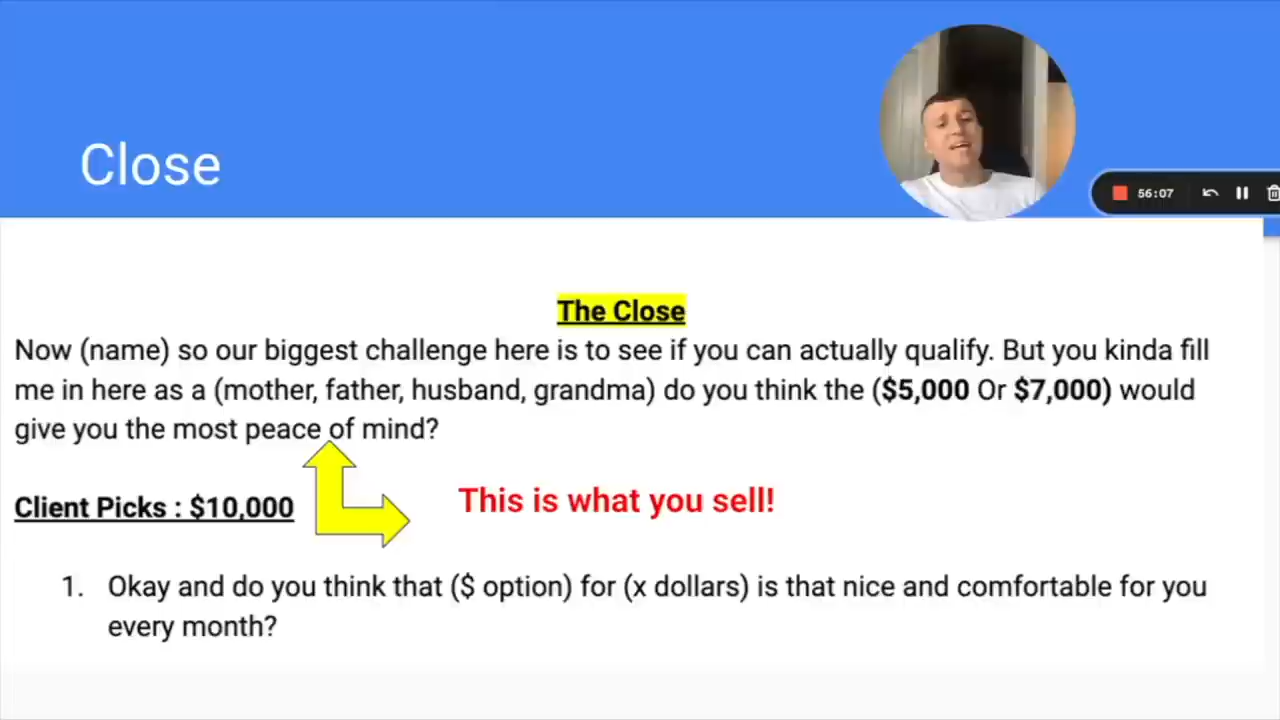 Close
56:07
The Close
Now (name) so our biggest challenge here is to see if you can actually qualify. But you kinda fill
me in here as a (mother, father, husband, grandma) do you think the ($5,000 Or $7,000) would
give you the most peace of mind?
Client Picks : $10,000
This is what you sell!
1. Okay and do you think that ($ option) for (x dollars) is that nice and comfortable for you
every month?